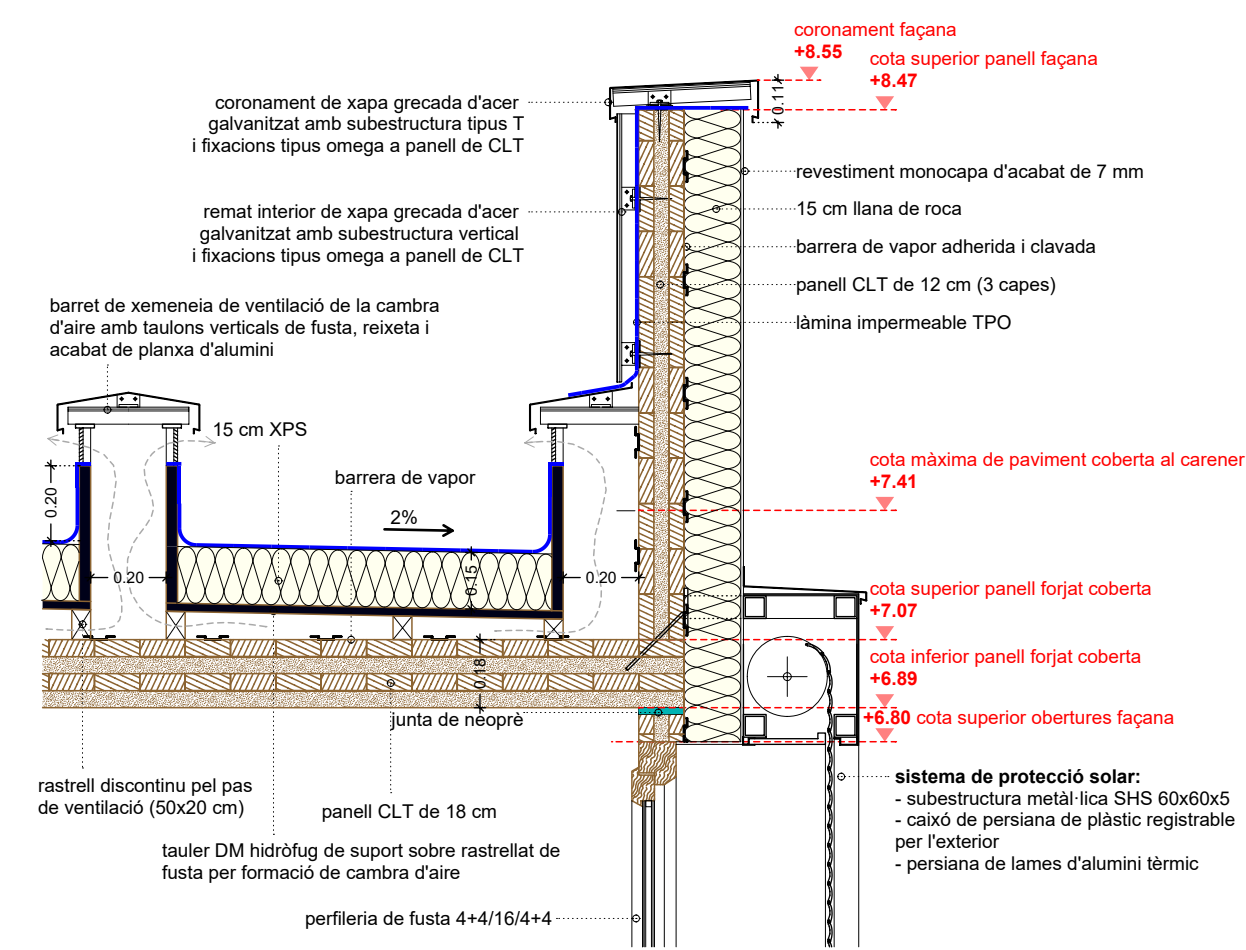 coronament façana
+8.55
cota superior panell façana
+8.47
0.11
coronament de xapa grecada d'acer
galvanitzat amb subestructura tipus T
i fixacions tipus omega a panell de CLT
revestiment monocapa d'acabat de 7 mm
remat interior de xapa grecada d'acer
galvanitzat amb subestructura vertical
i fixacions tipus omega a panell de CLT
15 cm llana de roca
barrera de vapor adherida i clavada
panell CLT de 12 cm (3 capes)
làmina impermeable TPO
barret de xemeneia de ventilació de la cambra
d'aire amb taulons verticals de fusta, reixeta i
acabat de planxa d'alumini
15 cm XPS
barrera de vapor
cota màxima de paviment coberta al carener
+7.41
0.20
2%
0.20
0.15
0.20
cota superior panell forjat coberta
+7.07
cota inferior panell forjat coberta
+6.89
0.18
+6.80 cota superior obertures façana
junta de neoprè
rastrell discontinu pel pas
de ventilació (50x20 cm)
panell CLT de 18 cm
sistema de protecció solar:
- subestructura metàl·lica SHS 60x60x5
- caixó de persiana de plàstic registrable
per l'exterior
- persiana de lames d'alumini tèrmic
tauler DM hidròfug de suport sobre rastrellat de
fusta per formació de cambra d'aire
perfileria de fusta 4+4/16/4+4